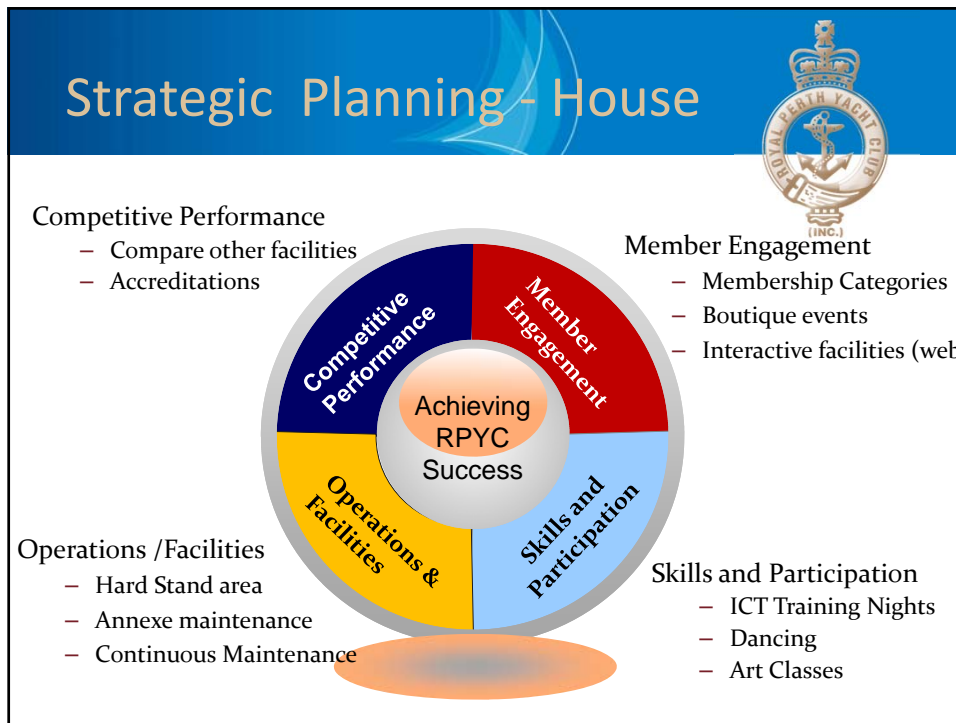 Strategic Planning - House
ROYAL PERTH YACHT CLUB
(INC.)
Competitive Performance
– Compare other facilities
– Accreditations
Member Engagement
– Membership Categories
– Boutique events
– Interactive facilities (web
Competitive
Performance
Member
Engagement
Achieving
RPYC
Success
Operations &
Facilities
Skills and
Participation
Operations /Facilities
– Hard Stand area
– Annexe maintenance
– Continuous Maintenance
Skills and Participation
– ICT Training Nights
– Dancing
– Art Classes